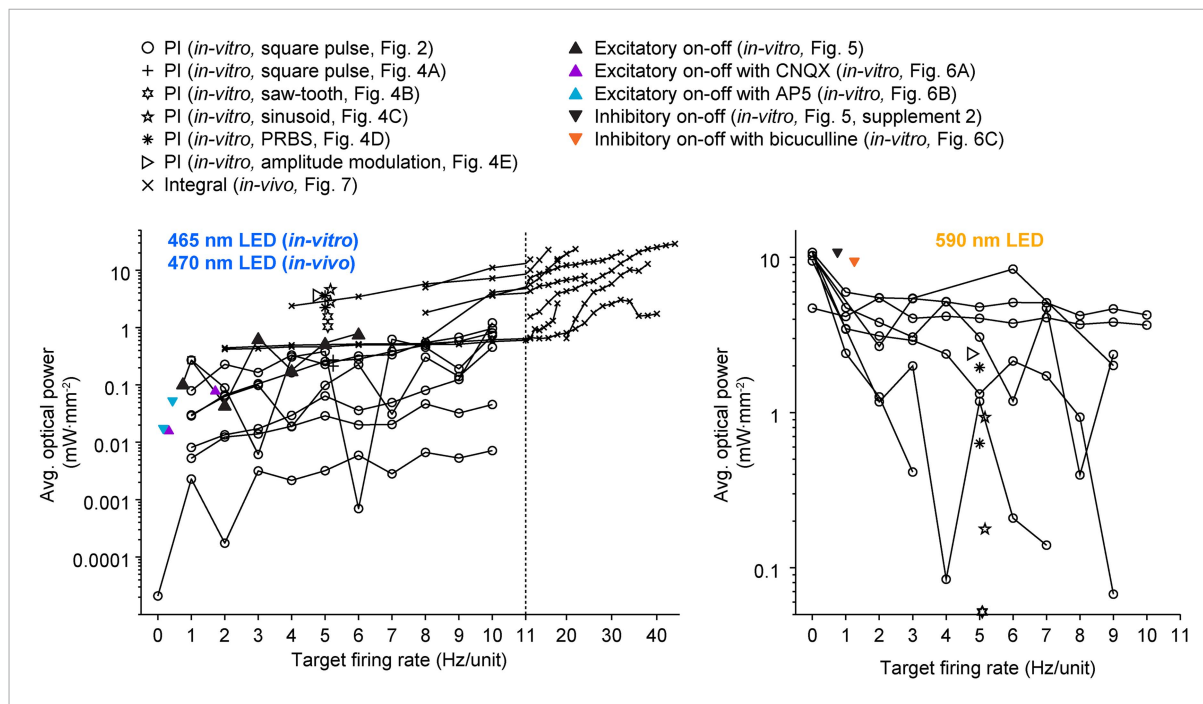 PI (in-vitro, square pulse, Fig. 2)
PI (in-vitro, square pulse, Fig. 4A)
PI (in-vitro, saw-tooth, Fig. 4B)
PI (in-vitro, sinusoid, Fig. 4C)
PI (in-vitro, PRBS, Fig. 4D)
PI (in-vitro, amplitude modulation, Fig. 4E)
Integral (in-vivo, Fig. 7)
Excitatory on-off (in-vitro, Fig. 5)
Excitatory on-off with CNQX (in-vitro, Fig. 6A)
Excitatory on-off with AP5 (in-vitro, Fig. 6B)
Inhibitory on-off (in-vitro, Fig. 5, supplement 2)
Inhibitory on-off with bicuculline (in-vitro, Fig. 6C)
465 nm LED (in-vitro)
470 nm LED (in-vivo)
Avg. optical power
(mW·mm⁻²)
10
1
0.1
0.01
0.001
0.0001
0 1 2 3 4 5 6 7 8 9 10 11 20 30 40
Target firing rate (Hz/unit)
590 nm LED
Avg. optical power
(mW·mm⁻²)
10
1
0.1
0 1 2 3 4 5 6 7 8 9 10 11
Target firing rate (Hz/unit)